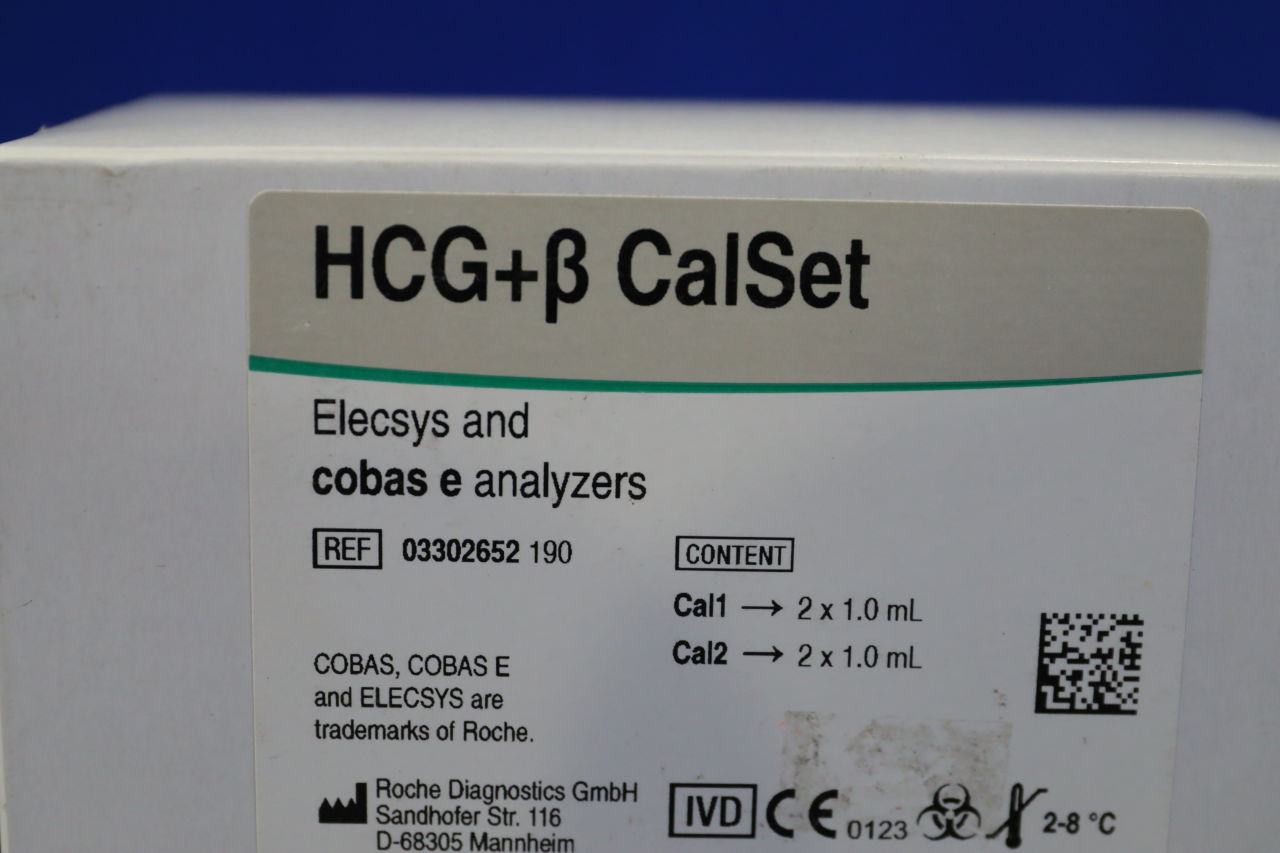 HCG+β CalSet
Elecsys and
cobas e analyzers
REF 03302652 190
CONTENT
Cal1 → 2 x 1.0 mL
Cal2 → 2 x 1.0 mL
COBAS, COBAS E
and ELECSYS are
trademarks of Roche.
Roche Diagnostics GmbH
Sandhofer Str. 116
D-68305 Mannheim
IVD CE 0123 2-8 °C